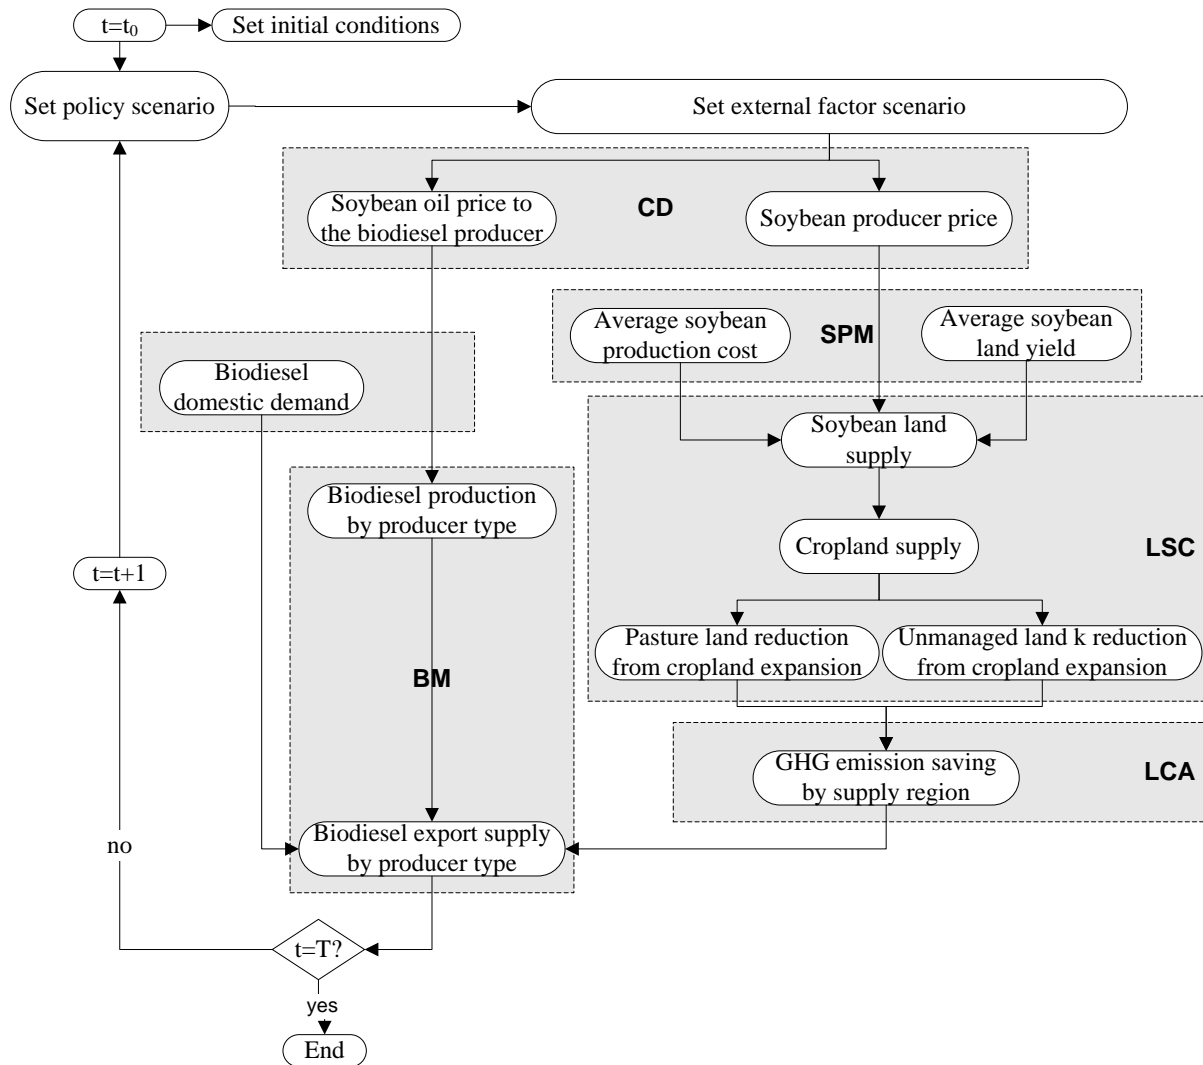 t=t0
Set initial conditions
Set policy scenario
Set external factor scenario
Soybean oil price to
the biodiesel producer
CD
Soybean producer price
Average soybean
production cost
SPM
Average soybean
land yield
Biodiesel
domestic demand
Soybean land
supply
Biodiesel production
by producer type
Cropland supply
LSC
t=t+1
Pasture land reduction
from cropland expansion
Unmanaged land k reduction
from cropland expansion
BM
GHG emission saving
by supply region
LCA
Biodiesel export supply
by producer type
no
t=T?
yes
End